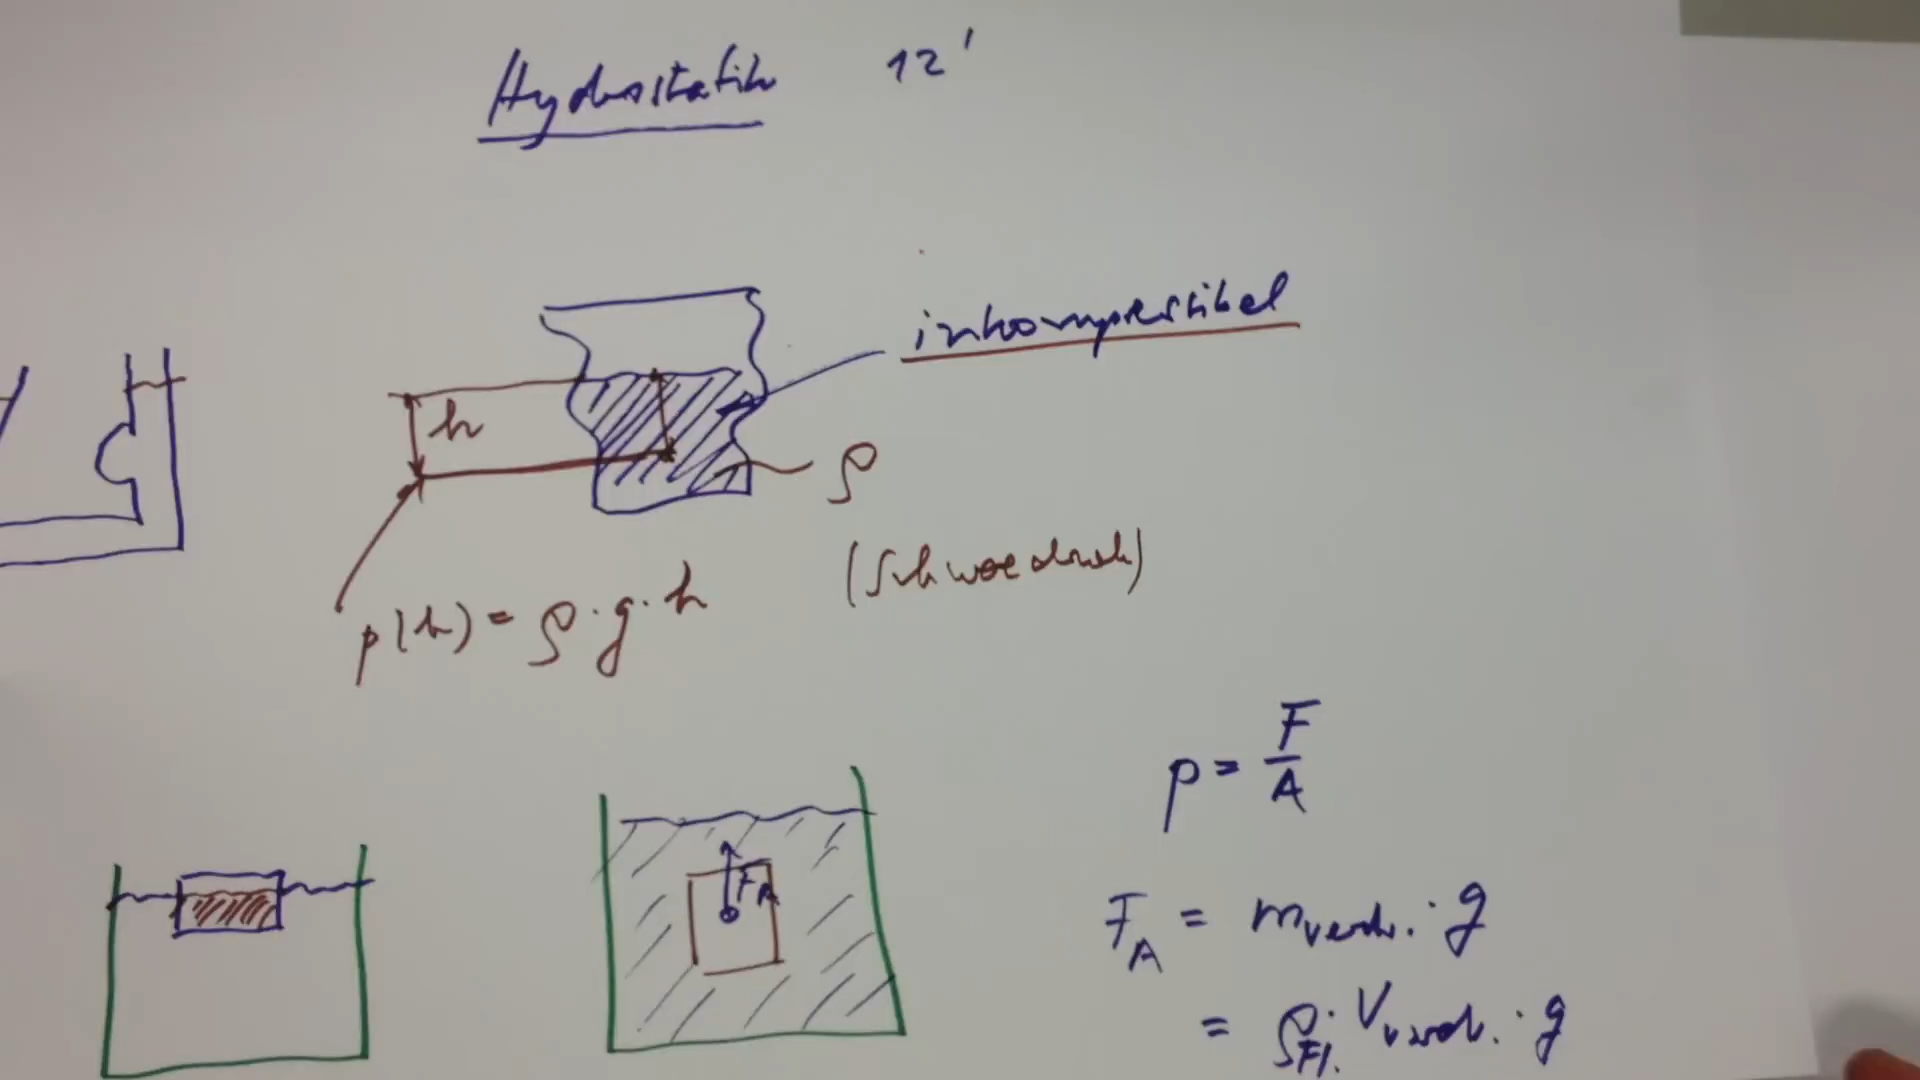 Hydrostatik 12'
inkompressibel
h
ρ
(Schweredruck)
p(h) = ρ · g · h
p = F/A
F_A
F_A = m_verdr. · g
= ρ_Fl. · V_verdr. · g